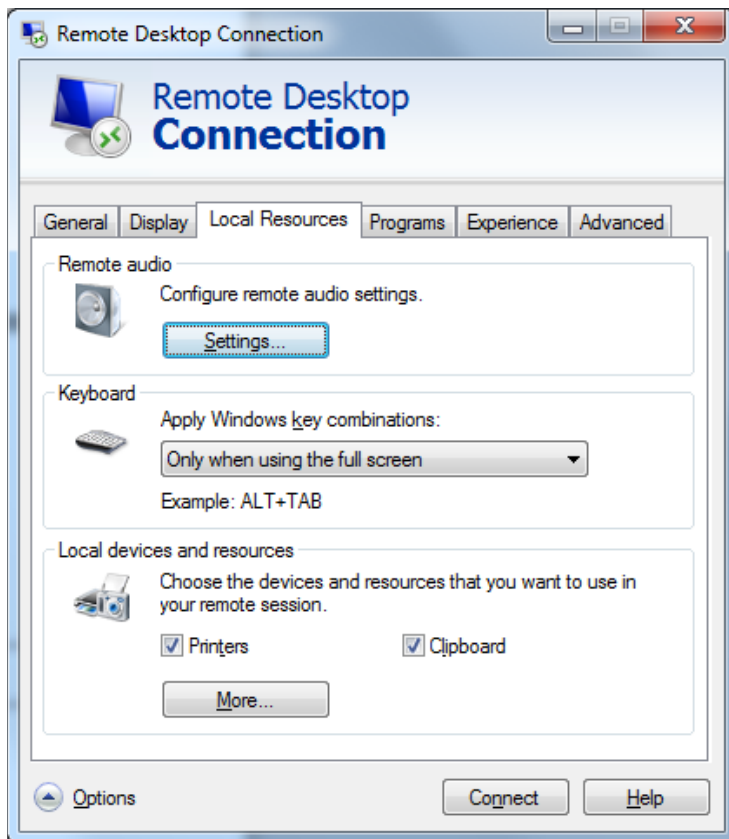 Remote Desktop Connection
Remote Desktop
Connection
General Display Local Resources Programs Experience Advanced
Remote audio
Configure remote audio settings.
Settings...
Keyboard
Apply Windows key combinations:
Only when using the full screen
Example: ALT+TAB
Local devices and resources
Choose the devices and resources that you want to use in
your remote session.
Printers Clipboard
More...
Options Connect Help